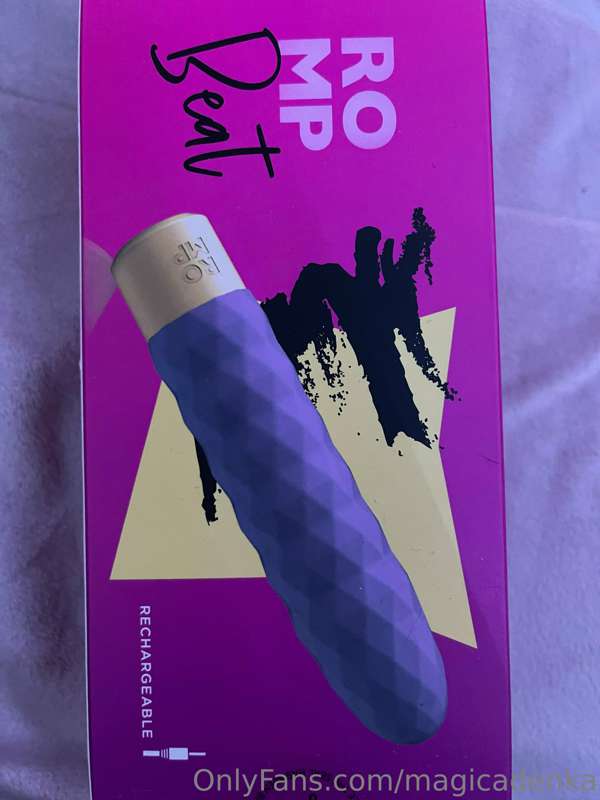 RO
MP
Beat
RO
MP
RECHARGEABLE
OnlyFans.com/magicadenka